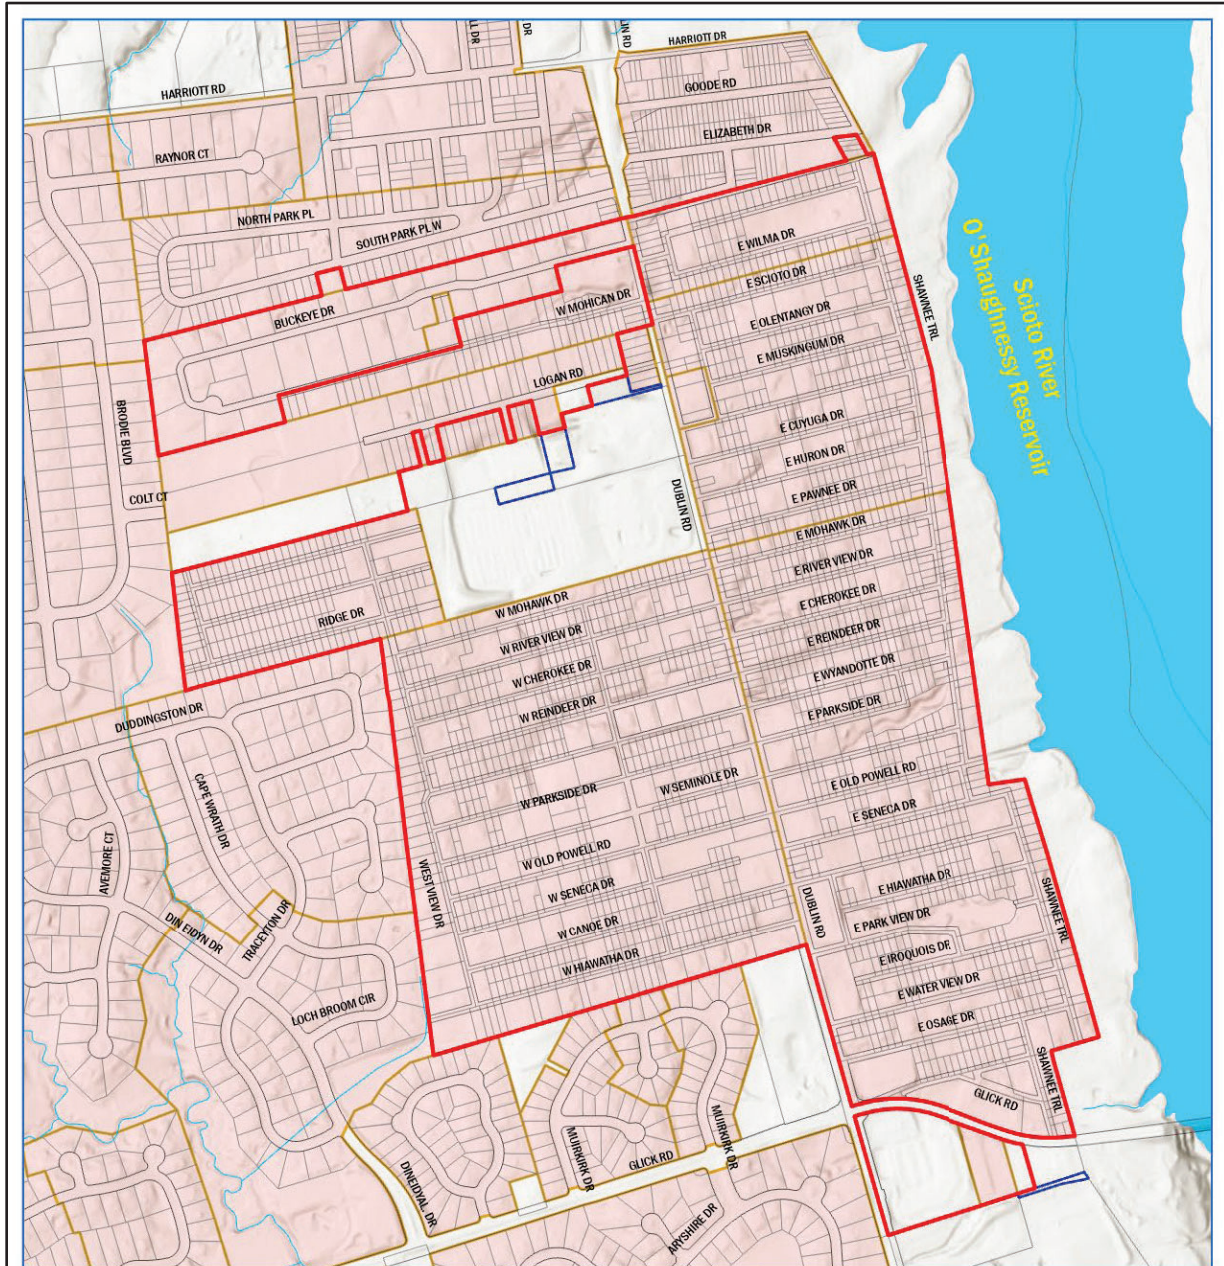 HARRIOTT DR
GOODE RD
HARRIOTT RD
ELIZABETH DR
RAYNOR CT
NORTH PARK PL
SOUTH PARK PL W
E WILMA DR
E SCIOTO DR
SHAWNEE TRL
Scioto River
O'Shaughnessy Reservoir
BUCKEYE DR
W MOHICAN DR
E OLENTANGY DR
E MUSKINGUM DR
LOGAN RD
BRODIE BLVD
E CUYUGA DR
E HURON DR
COLT CT
DUBLIN RD
E PAWNEE DR
E MOHAWK DR
E RIVER VIEW DR
W MOHAWK DR
RIDGE DR
E CHEROKEE DR
W RIVER VIEW DR
E REINDEER DR
W CHEROKEE DR
E WYANDOTTE DR
W REINDEER DR
E PARKSIDE DR
DUDDINGSTON DR
CAPE WRATH DR
E OLD POWELL RD
W SEMINOLE DR
W PARKSIDE DR
E SENECA DR
AVEMORE CT
W OLD POWELL RD
WEST VIEW DR
W SENECA DR
E HIAWATHA DR
SHAWNEE TRL
DUBLIN RD
E PARK VIEW DR
DIN EIDYN DR
TRACEYTON DR
W CANOE DR
E IROQUOIS DR
W HIAWATHA DR
E WATER VIEW DR
LOCH BROOM CIR
E OSAGE DR
SHAWNEE TRL
GLICK RD
MUIRKIRK DR
MUIRKIRK DR
GLICK RD
DINEIDYAL DR
ARYSHIRE DR